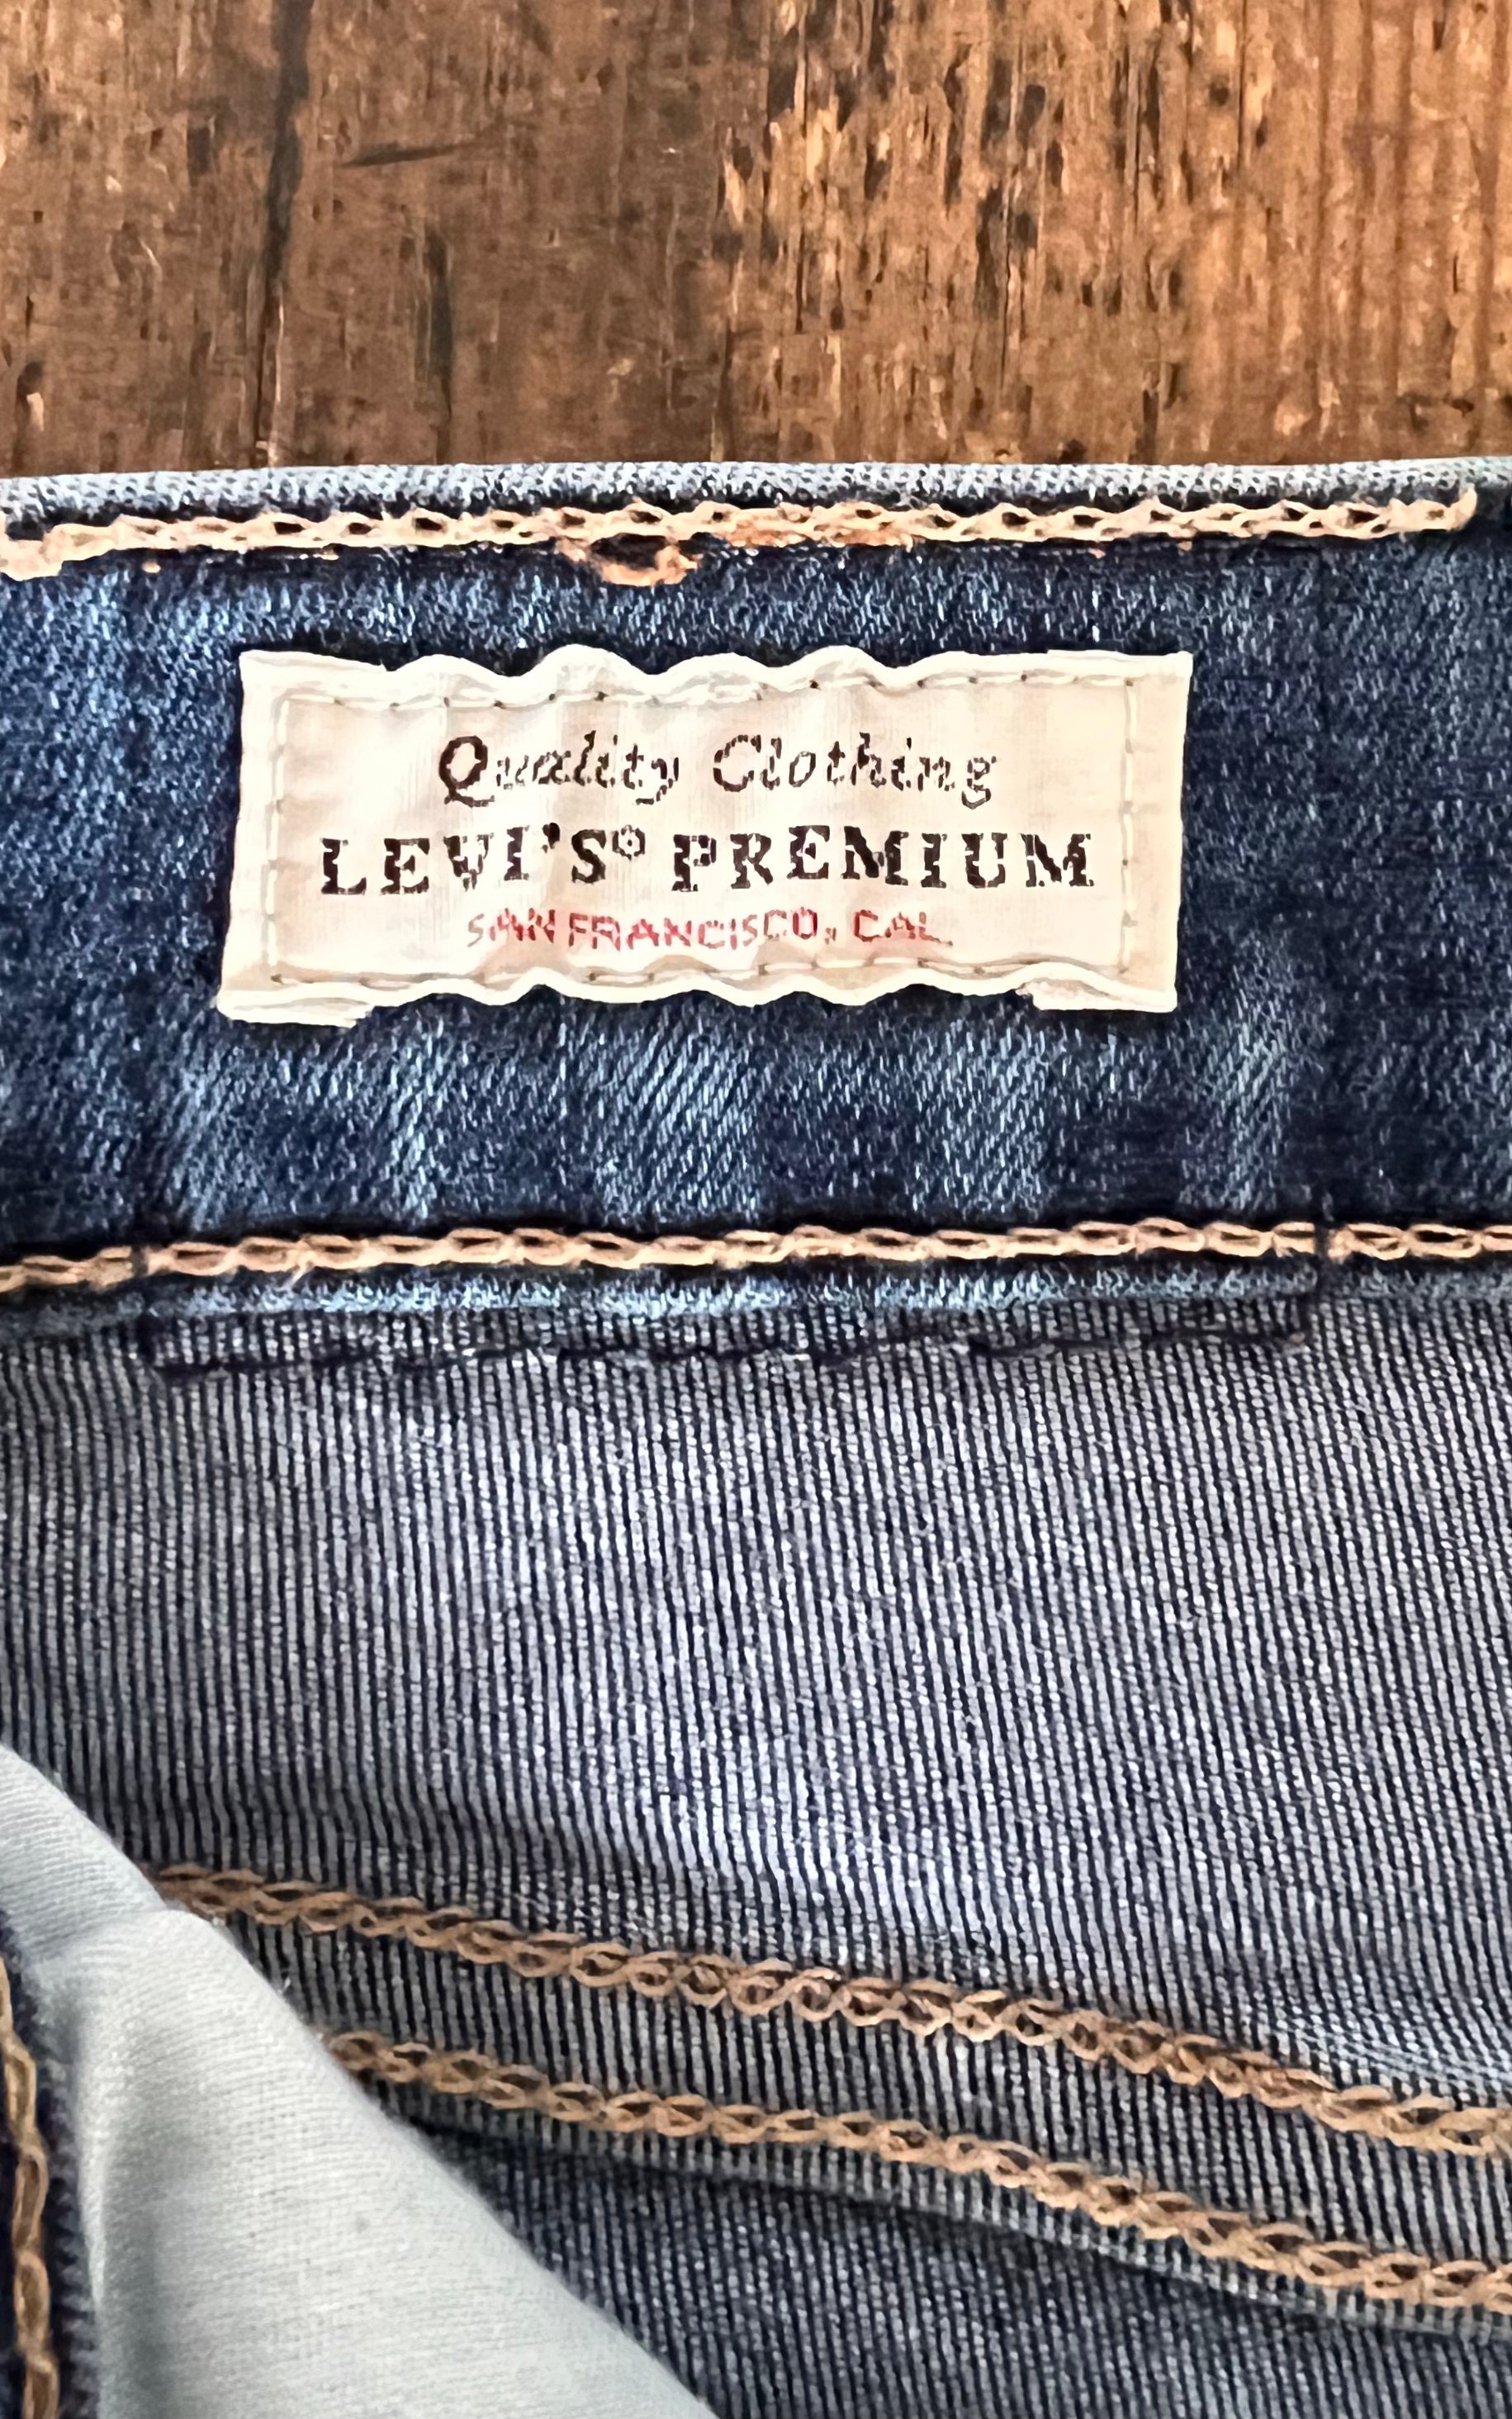 Quality Clothing
LEVI'S® PREMIUM
SAN FRANCISCO, CAL.